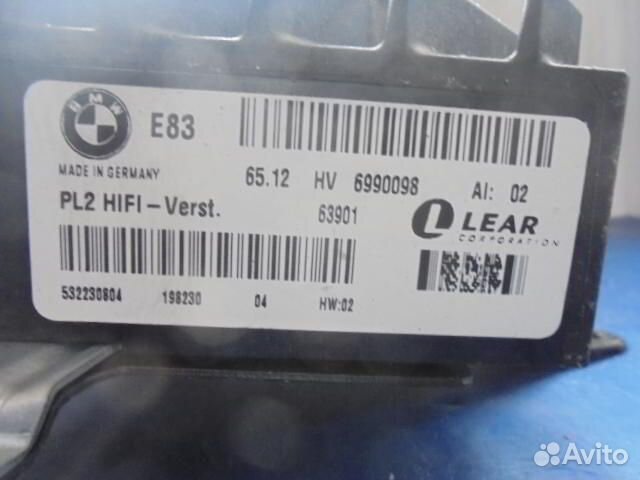 BMW
E83
MADE IN GERMANY
65.12 HV 6990098 AI: 02
PL2 HIFI-Verst. 63901
LEAR
CORPORATION
532230804 198230 04 HW:02
Avito